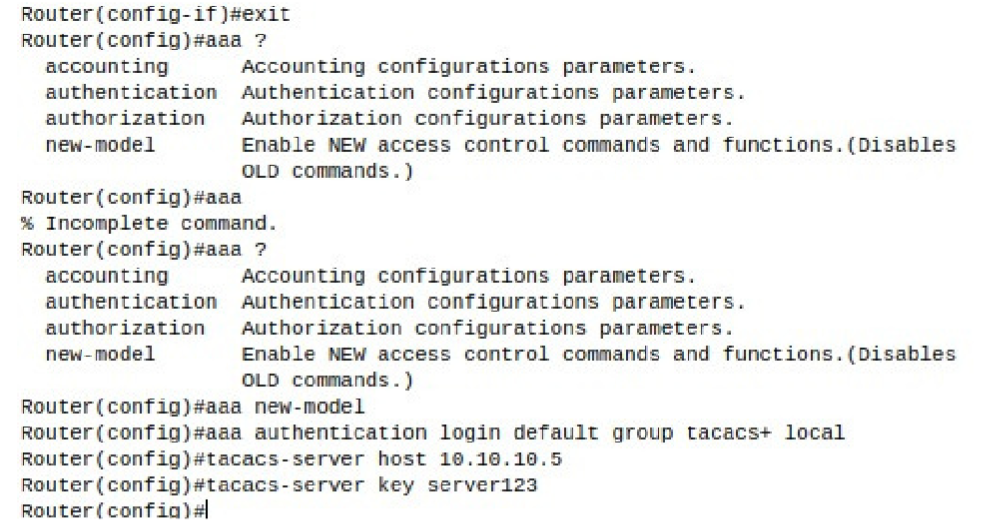 Router(config-if)#exit
Router(config)#aaa ?
accounting Accounting configurations parameters.
authentication Authentication configurations parameters.
authorization Authorization configurations parameters.
new-model Enable NEW access control commands and functions.(Disables
OLD commands.)
Router(config)#aaa
% Incomplete command.
Router(config)#aaa ?
accounting Accounting configurations parameters.
authentication Authentication configurations parameters.
authorization Authorization configurations parameters.
new-model Enable NEW access control commands and functions.(Disables
OLD commands.)
Router(config)#aaa new-model
Router(config)#aaa authentication login default group tacacs+ local
Router(config)#tacacs-server host 10.10.10.5
Router(config)#tacacs-server key server123
Router(config)#